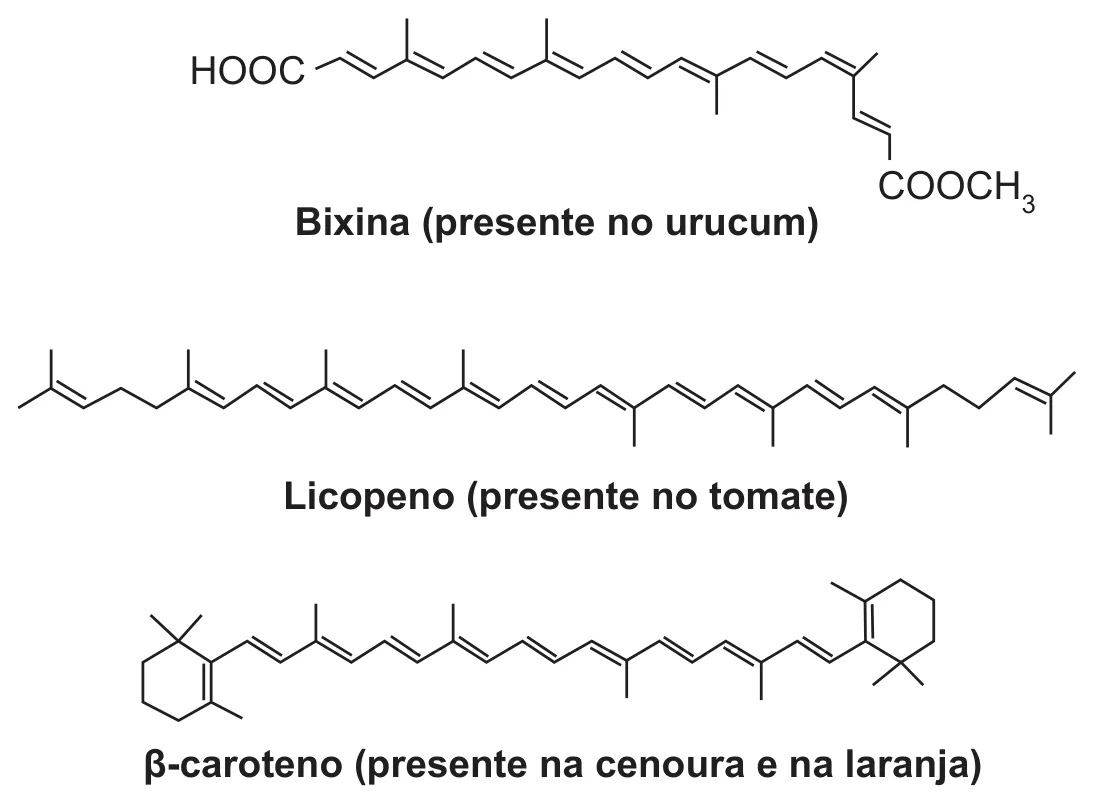 HOOC
COOCH3
Bixina (presente no urucum)
Licopeno (presente no tomate)
β-caroteno (presente na cenoura e na laranja)